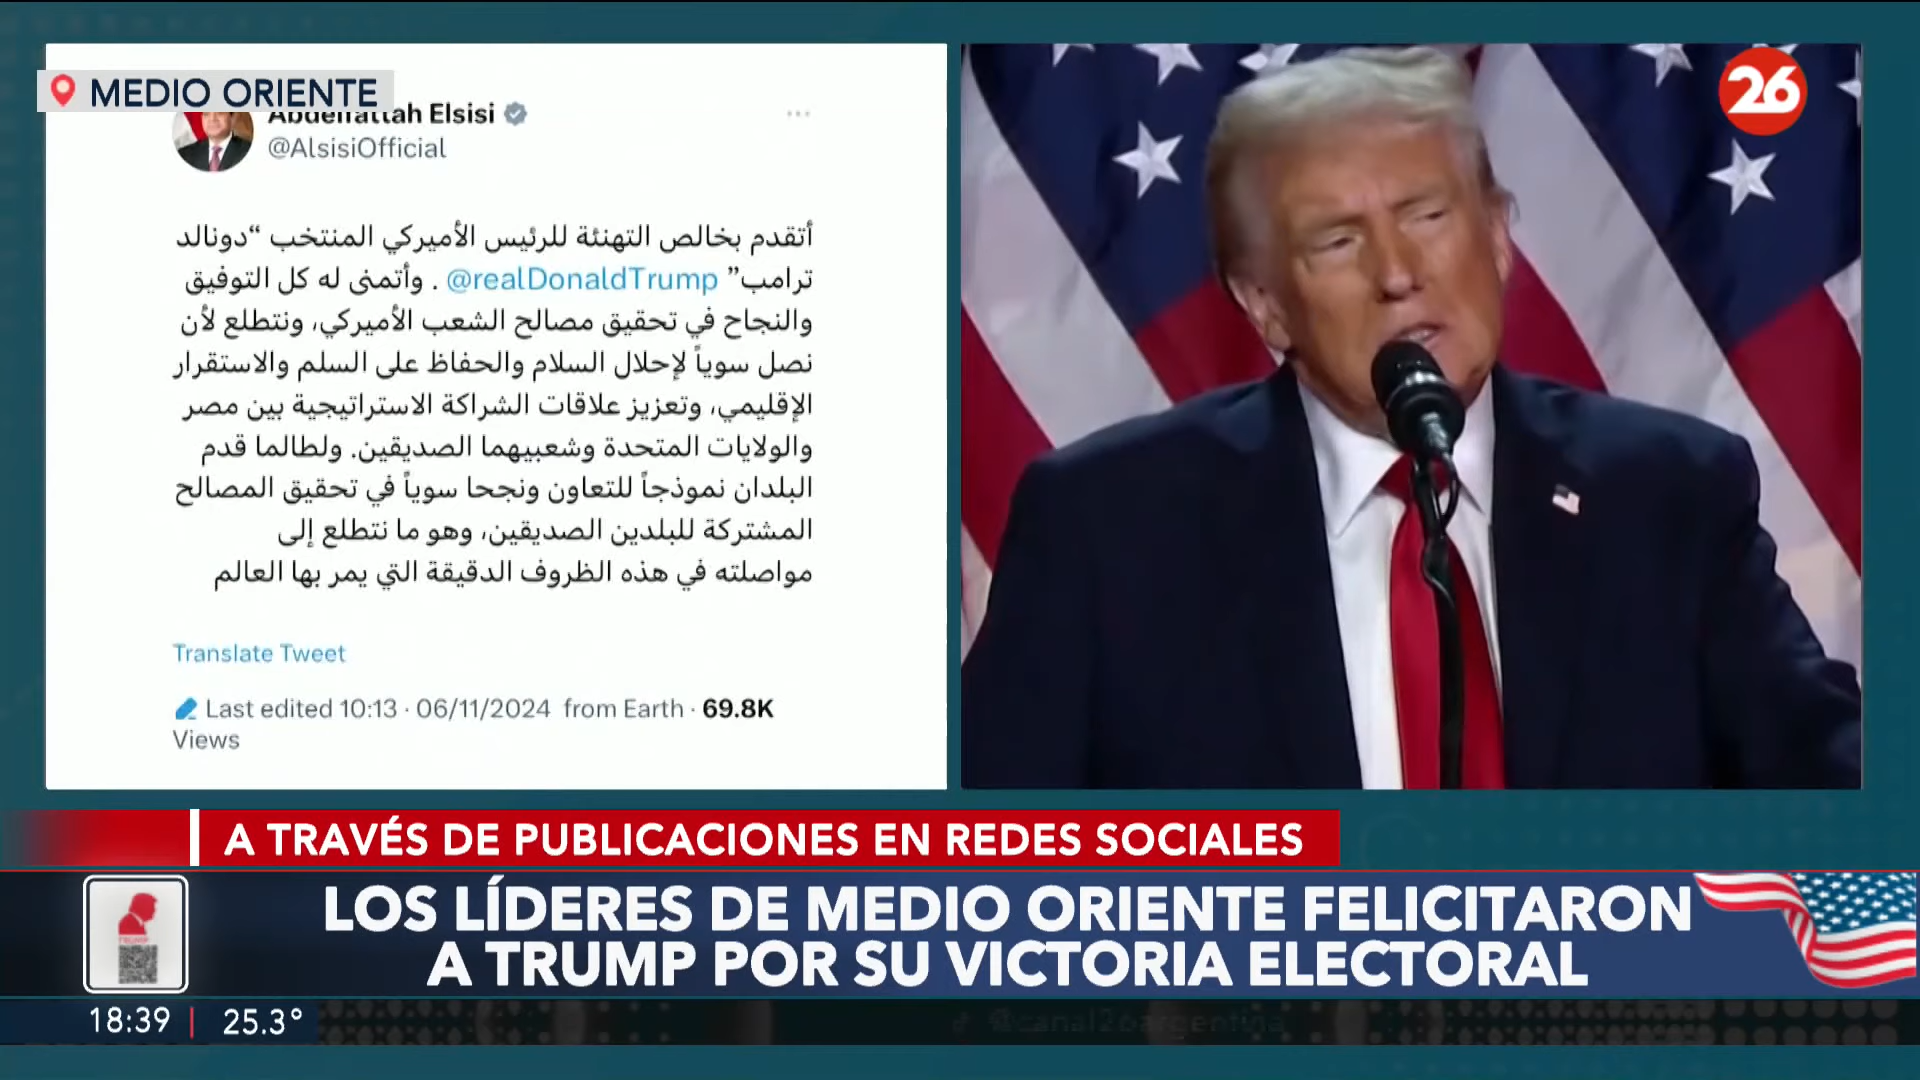 MEDIO ORIENTE
Abdelfattah Elsisi
@AlsisiOfficial
أتقدم بخالص التهنئة للرئيس الأميركي المنتخب “دونالد
ترامب” @realDonaldTrump . وأتمنى له كل التوفيق
والنجاح في تحقيق مصالح الشعب الأميركي، ونتطلع لأن
نصل سوياً لإحلال السلام والحفاظ على السلم والاستقرار
الإقليمي، وتعزيز علاقات الشراكة الاستراتيجية بين مصر
والولايات المتحدة وشعبيهما الصديقين. ولطالما قدم
البلدان نموذجاً للتعاون ونجحا سوياً في تحقيق المصالح
المشتركة للبلدين الصديقين، وهو ما نتطلع إلى
مواصلته في هذه الظروف الدقيقة التي يمر بها العالم
Translate Tweet
Last edited 10:13 · 06/11/2024 from Earth · 69.8K
Views
26
A TRAVÉS DE PUBLICACIONES EN REDES SOCIALES
LOS LÍDERES DE MEDIO ORIENTE FELICITARON
A TRUMP POR SU VICTORIA ELECTORAL
TRUMP
18:39 25.3°
@canal26argentina